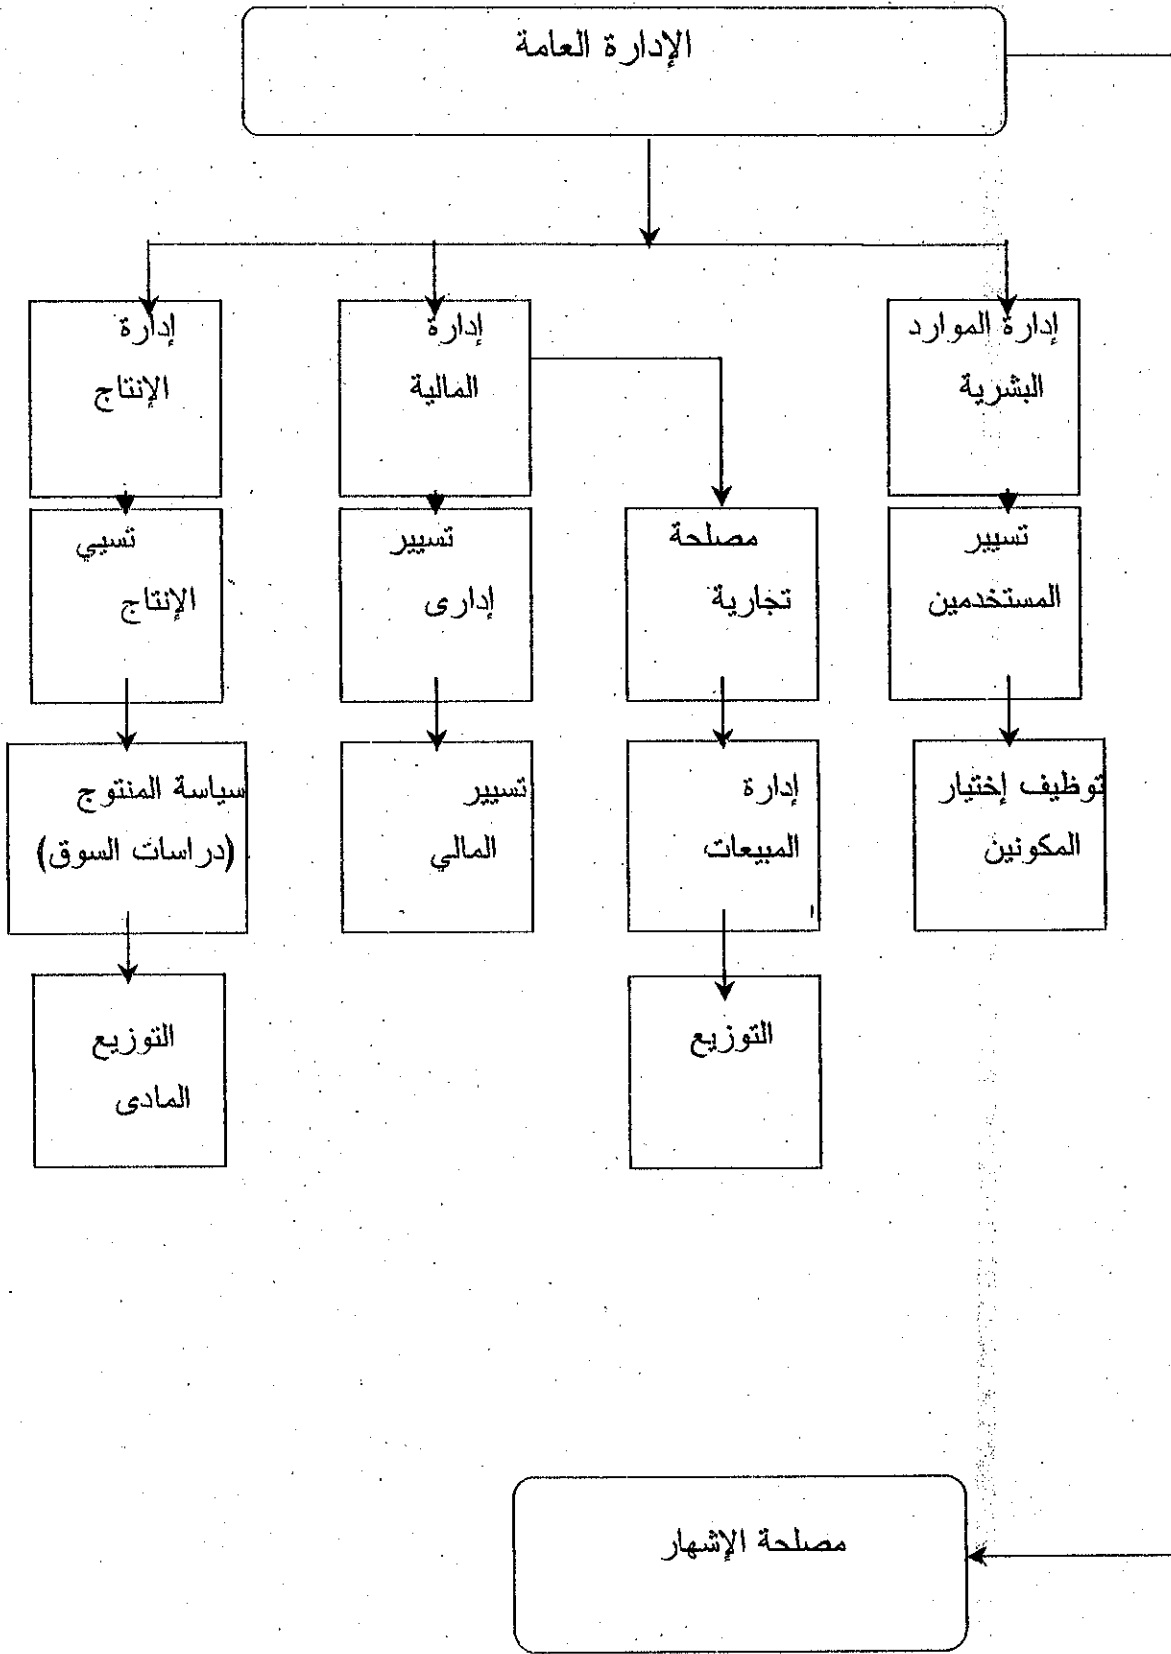 الإدارة العامة
إدارة الموارد
البشرية
إدارة
المالية
إدارة
الإنتاج
تسيير
المستخدمين
مصلحة
تجارية
تسيير
إدارى
تسيي
الإنتاج
توظيف إختيار
المكونين
إدارة
المبيعات
تسيير
المالي
سياسة المنتوج
(دراسات السوق)
التوزيع
التوزيع
المادى
مصلحة الإشهار